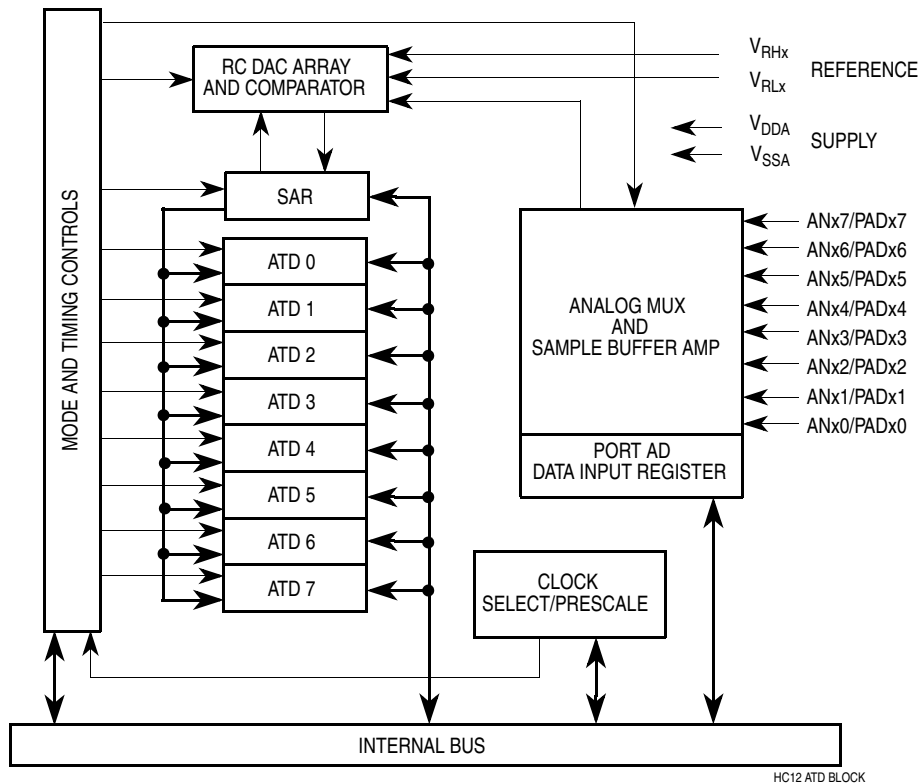 MODE AND TIMING CONTROLS
RC DAC ARRAY
AND COMPARATOR
V_RHx
V_RLx
REFERENCE
V_DDA
V_SSA
SUPPLY
SAR
ATD 0
ATD 1
ATD 2
ATD 3
ATD 4
ATD 5
ATD 6
ATD 7
ANALOG MUX
AND
SAMPLE BUFFER AMP
PORT AD
DATA INPUT REGISTER
ANx7/PADx7
ANx6/PADx6
ANx5/PADx5
ANx4/PADx4
ANx3/PADx3
ANx2/PADx2
ANx1/PADx1
ANx0/PADx0
CLOCK
SELECT/PRESCALE
INTERNAL BUS
HC12 ATD BLOCK